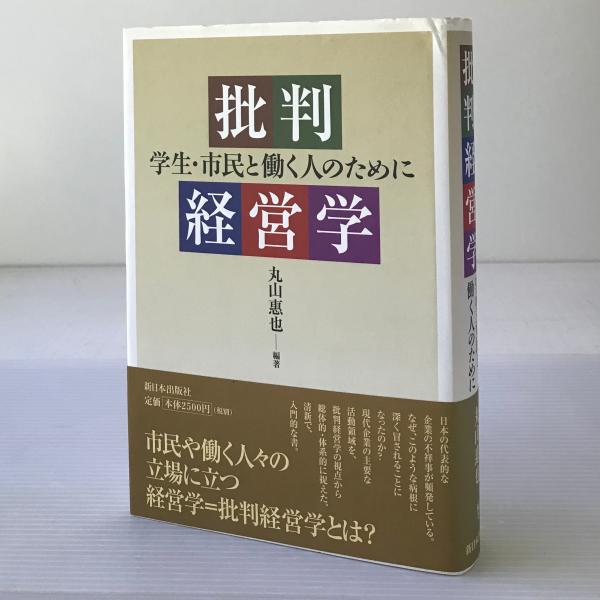 批判
学生・市民と働く人のために
経営学
丸山惠也――編著
新日本出版社
定価 本体2500円(税別)
市民や働く人々の
立場に立つ
経営学=批判経営学とは?
日本の代表的な
企業の不祥事が頻発している。
なぜ、このような病根に
深く冒されることに
なったのか?
現代企業の主要な
活動領域を、
批判経営学の視点から
総体的・体系的に捉えた、
清新で、
入門的な書。
批判経営学
働く人のために